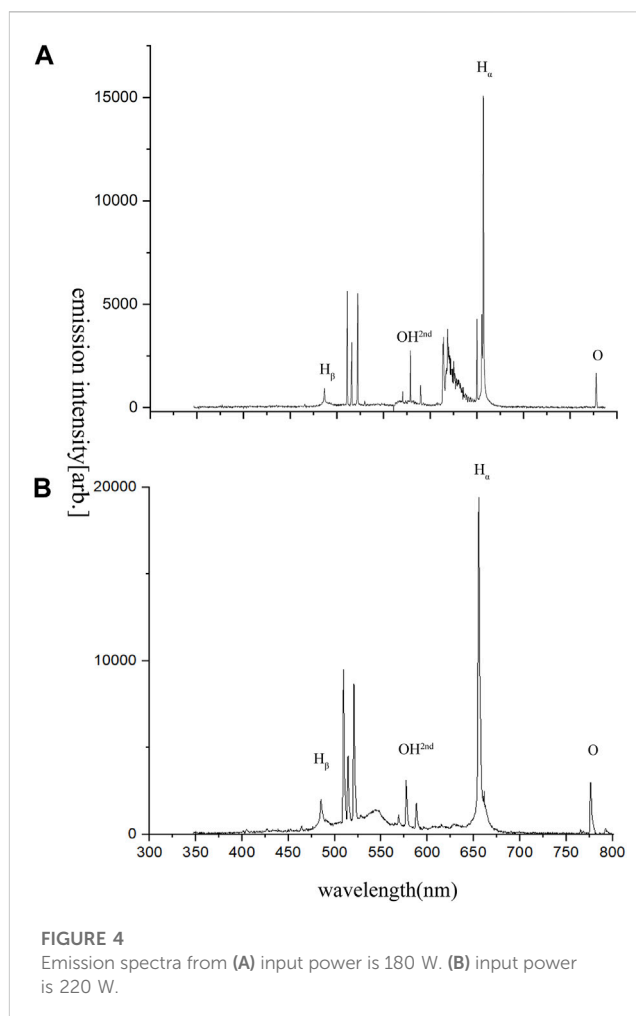 A
Hα
15000
10000
5000
0
Hβ
OH2nd
O
emission intensity[arb.]
B
Hα
20000
10000
0
Hβ
OH2nd
O
300 350 400 450 500 550 600 650 700 750 800
wavelength(nm)
FIGURE 4
Emission spectra from (A) input power is 180 W. (B) input power
is 220 W.